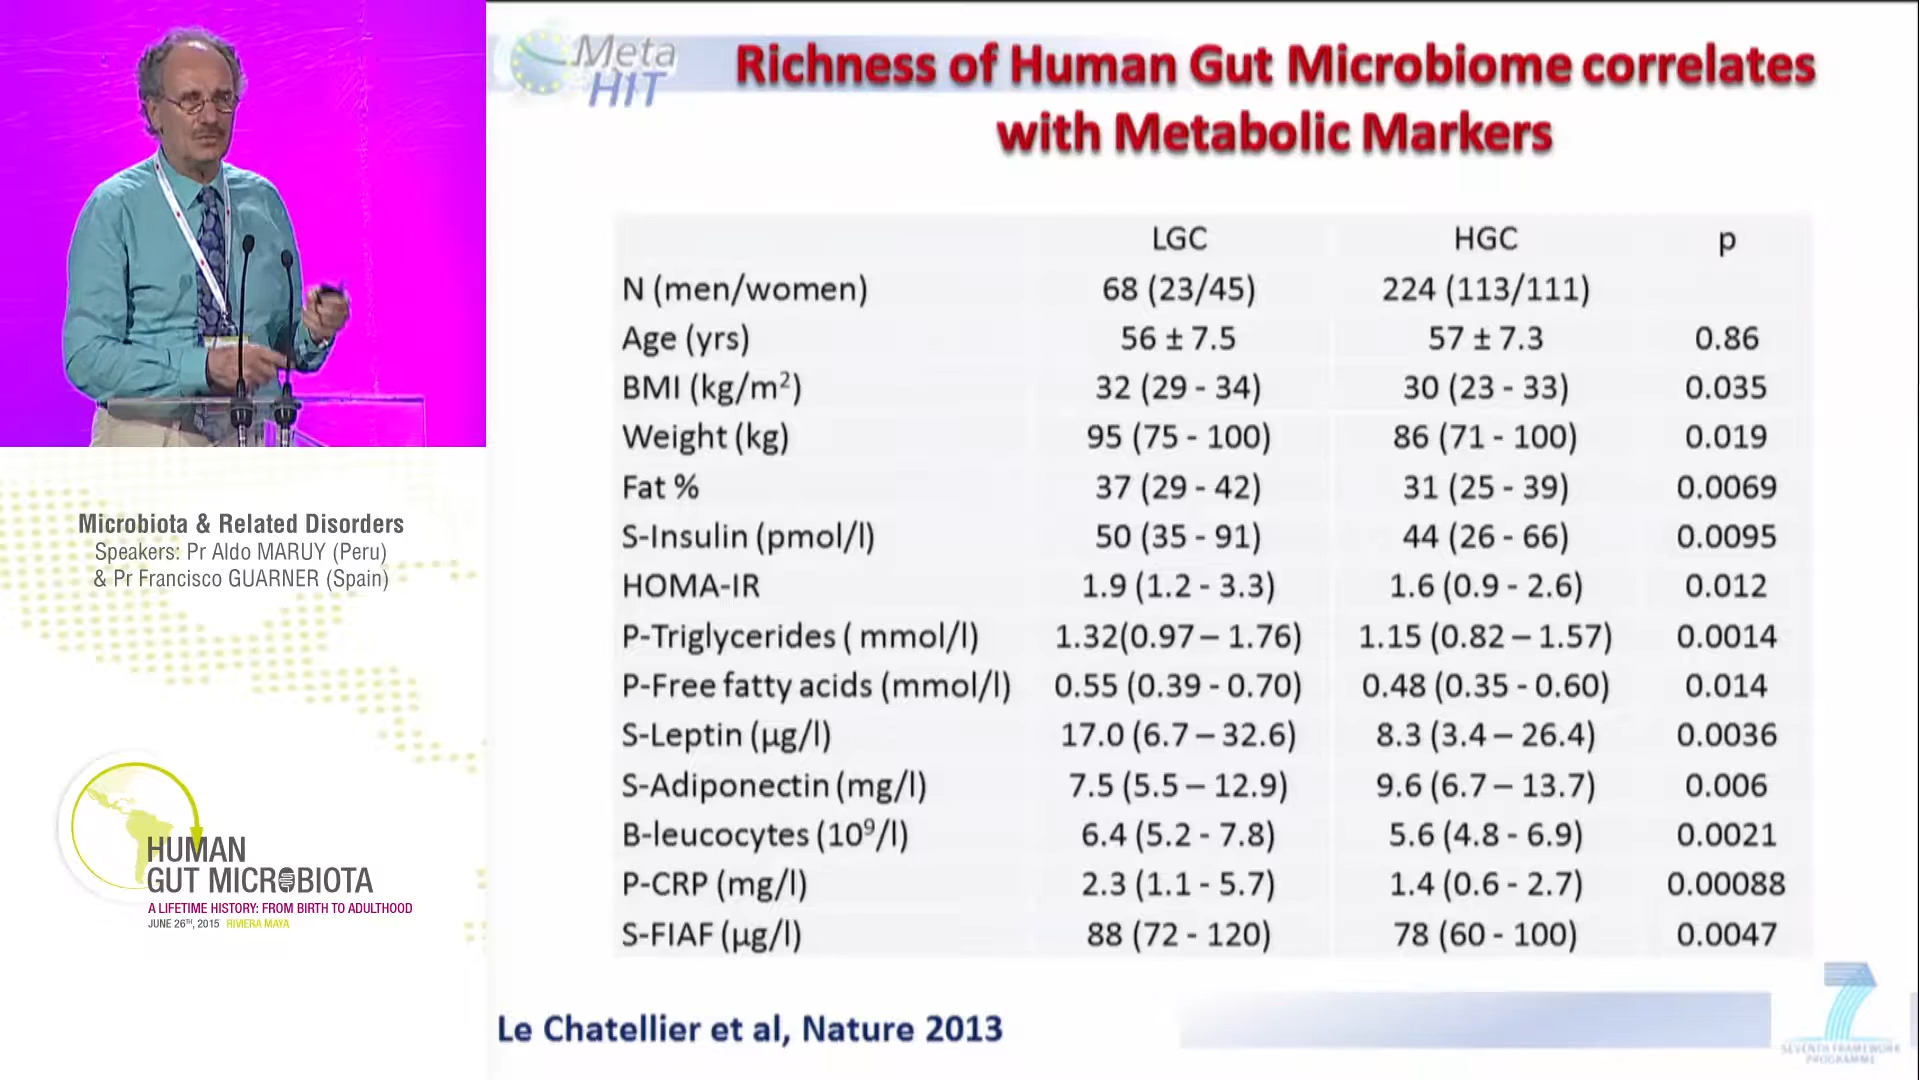 Meta
HIT
Richness of Human Gut Microbiome correlates
with Metabolic Markers
LGC HGC p
N (men/women) 68 (23/45) 224 (113/111)
Age (yrs) 56 ± 7.5 57 ± 7.3 0.86
BMI (kg/m²) 32 (29 - 34) 30 (23 - 33) 0.035
Weight (kg) 95 (75 - 100) 86 (71 - 100) 0.019
Fat % 37 (29 - 42) 31 (25 - 39) 0.0069
S-Insulin (pmol/l) 50 (35 - 91) 44 (26 - 66) 0.0095
HOMA-IR 1.9 (1.2 - 3.3) 1.6 (0.9 - 2.6) 0.012
P-Triglycerides ( mmol/l) 1.32(0.97 – 1.76) 1.15 (0.82 – 1.57) 0.0014
P-Free fatty acids (mmol/l) 0.55 (0.39 - 0.70) 0.48 (0.35 - 0.60) 0.014
S-Leptin (µg/l) 17.0 (6.7 – 32.6) 8.3 (3.4 – 26.4) 0.0036
S-Adiponectin (mg/l) 7.5 (5.5 – 12.9) 9.6 (6.7 – 13.7) 0.006
B-leucocytes (10⁹/l) 6.4 (5.2 - 7.8) 5.6 (4.8 - 6.9) 0.0021
P-CRP (mg/l) 2.3 (1.1 - 5.7) 1.4 (0.6 - 2.7) 0.00088
S-FIAF (µg/l) 88 (72 - 120) 78 (60 - 100) 0.0047
Le Chatellier et al, Nature 2013
SEVENTH FRAMEWORK
PROGRAMME
Microbiota & Related Disorders
Speakers: Pr Aldo MARUY (Peru)
& Pr Francisco GUARNER (Spain)
HUMAN
GUT MICROBIOTA
A LIFETIME HISTORY: FROM BIRTH TO ADULTHOOD
JUNE 26TH, 2015 RIVIERA MAYA